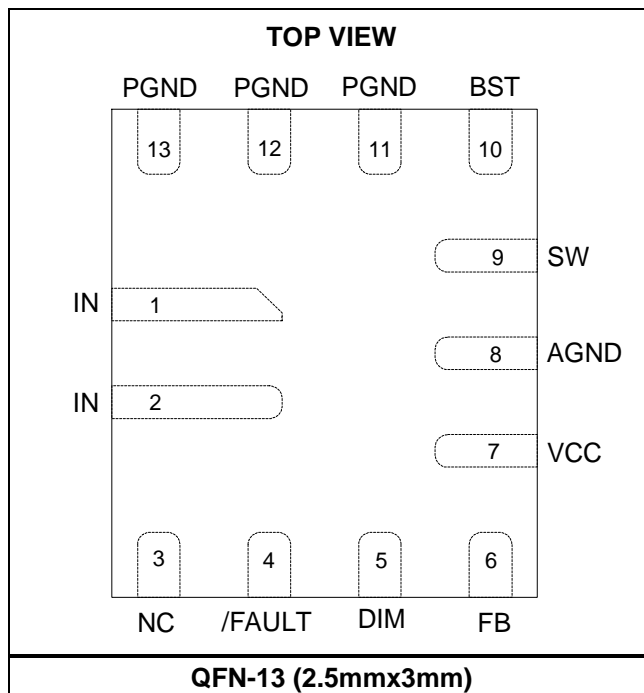 TOP VIEW
PGND PGND PGND BST
13 12 11 10
9 SW
IN 1
8 AGND
IN 2
7 VCC
3 4 5 6
NC /FAULT DIM FB
QFN-13 (2.5mmx3mm)